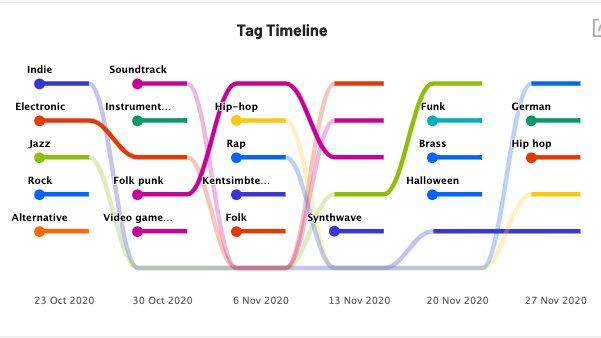 Tag Timeline
Indie
Soundtrack
Electronic
Instrument...
Hip-hop
Funk
German
Jazz
Rap
Brass
Hip hop
Rock
Folk punk
Kentsimbte...
Halloween
Alternative
Video game...
Folk
Synthwave
23 Oct 2020
30 Oct 2020
6 Nov 2020
13 Nov 2020
20 Nov 2020
27 Nov 2020